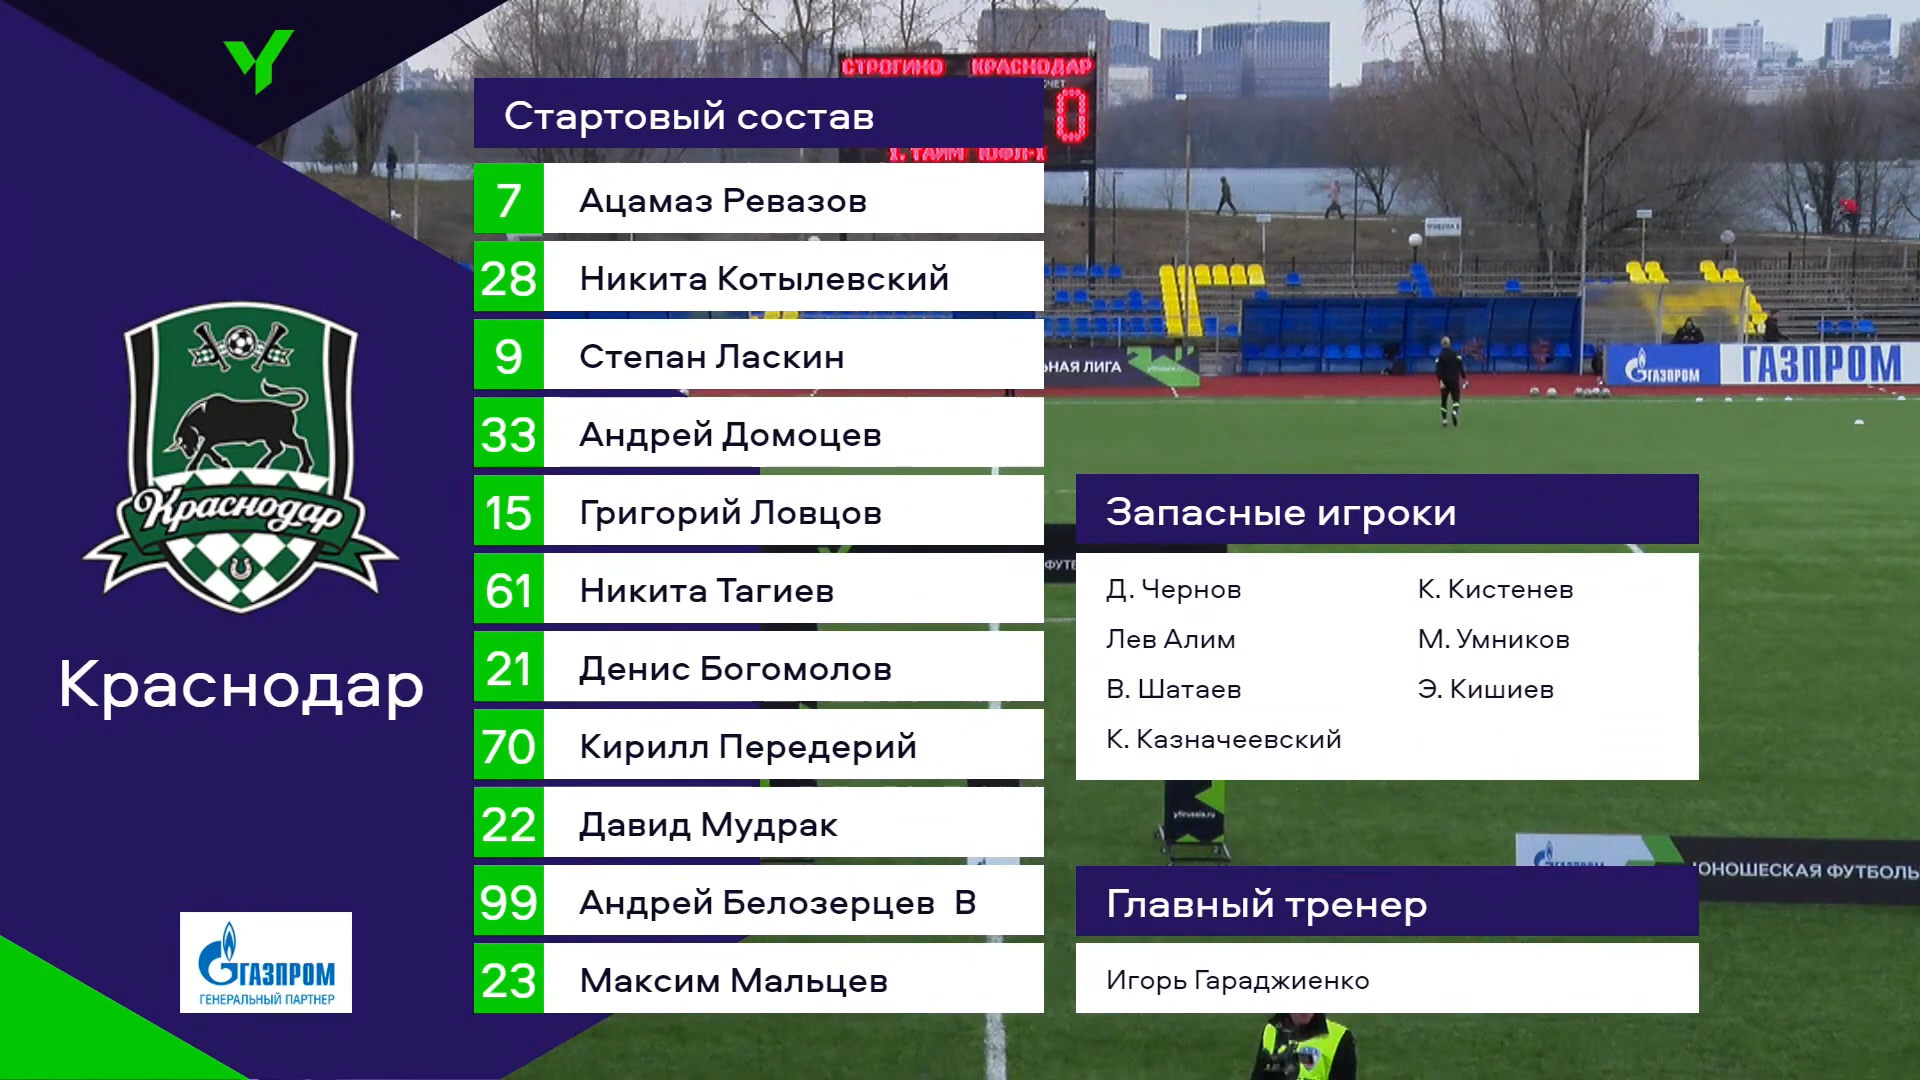 СТРОГИНО КРАСНОДАР
0
Стартовый состав
7 Ацамаз Ревазов
28 Никита Котылевский
9 Степан Ласкин
33 Андрей Домоцев
15 Григорий Ловцов
61 Никита Тагиев
21 Денис Богомолов
70 Кирилл Передерий
22 Давид Мудрак
99 Андрей Белозерцев В
23 Максим Мальцев
Краснодар
Краснодар
ГАЗПРОМ
ГЕНЕРАЛЬНЫЙ ПАРТНЕР
ЛИГА
ГАЗПРОМ
ГАЗПРОМ
Запасные игроки
Д. Чернов
Лев Алим
В. Шатаев
К. Казначеевский
К. Кистенев
М. Умников
Э. Кишиев
yflrussia.ru
ЮНОШЕСКАЯ
Главный тренер
Игорь Гараджиенко